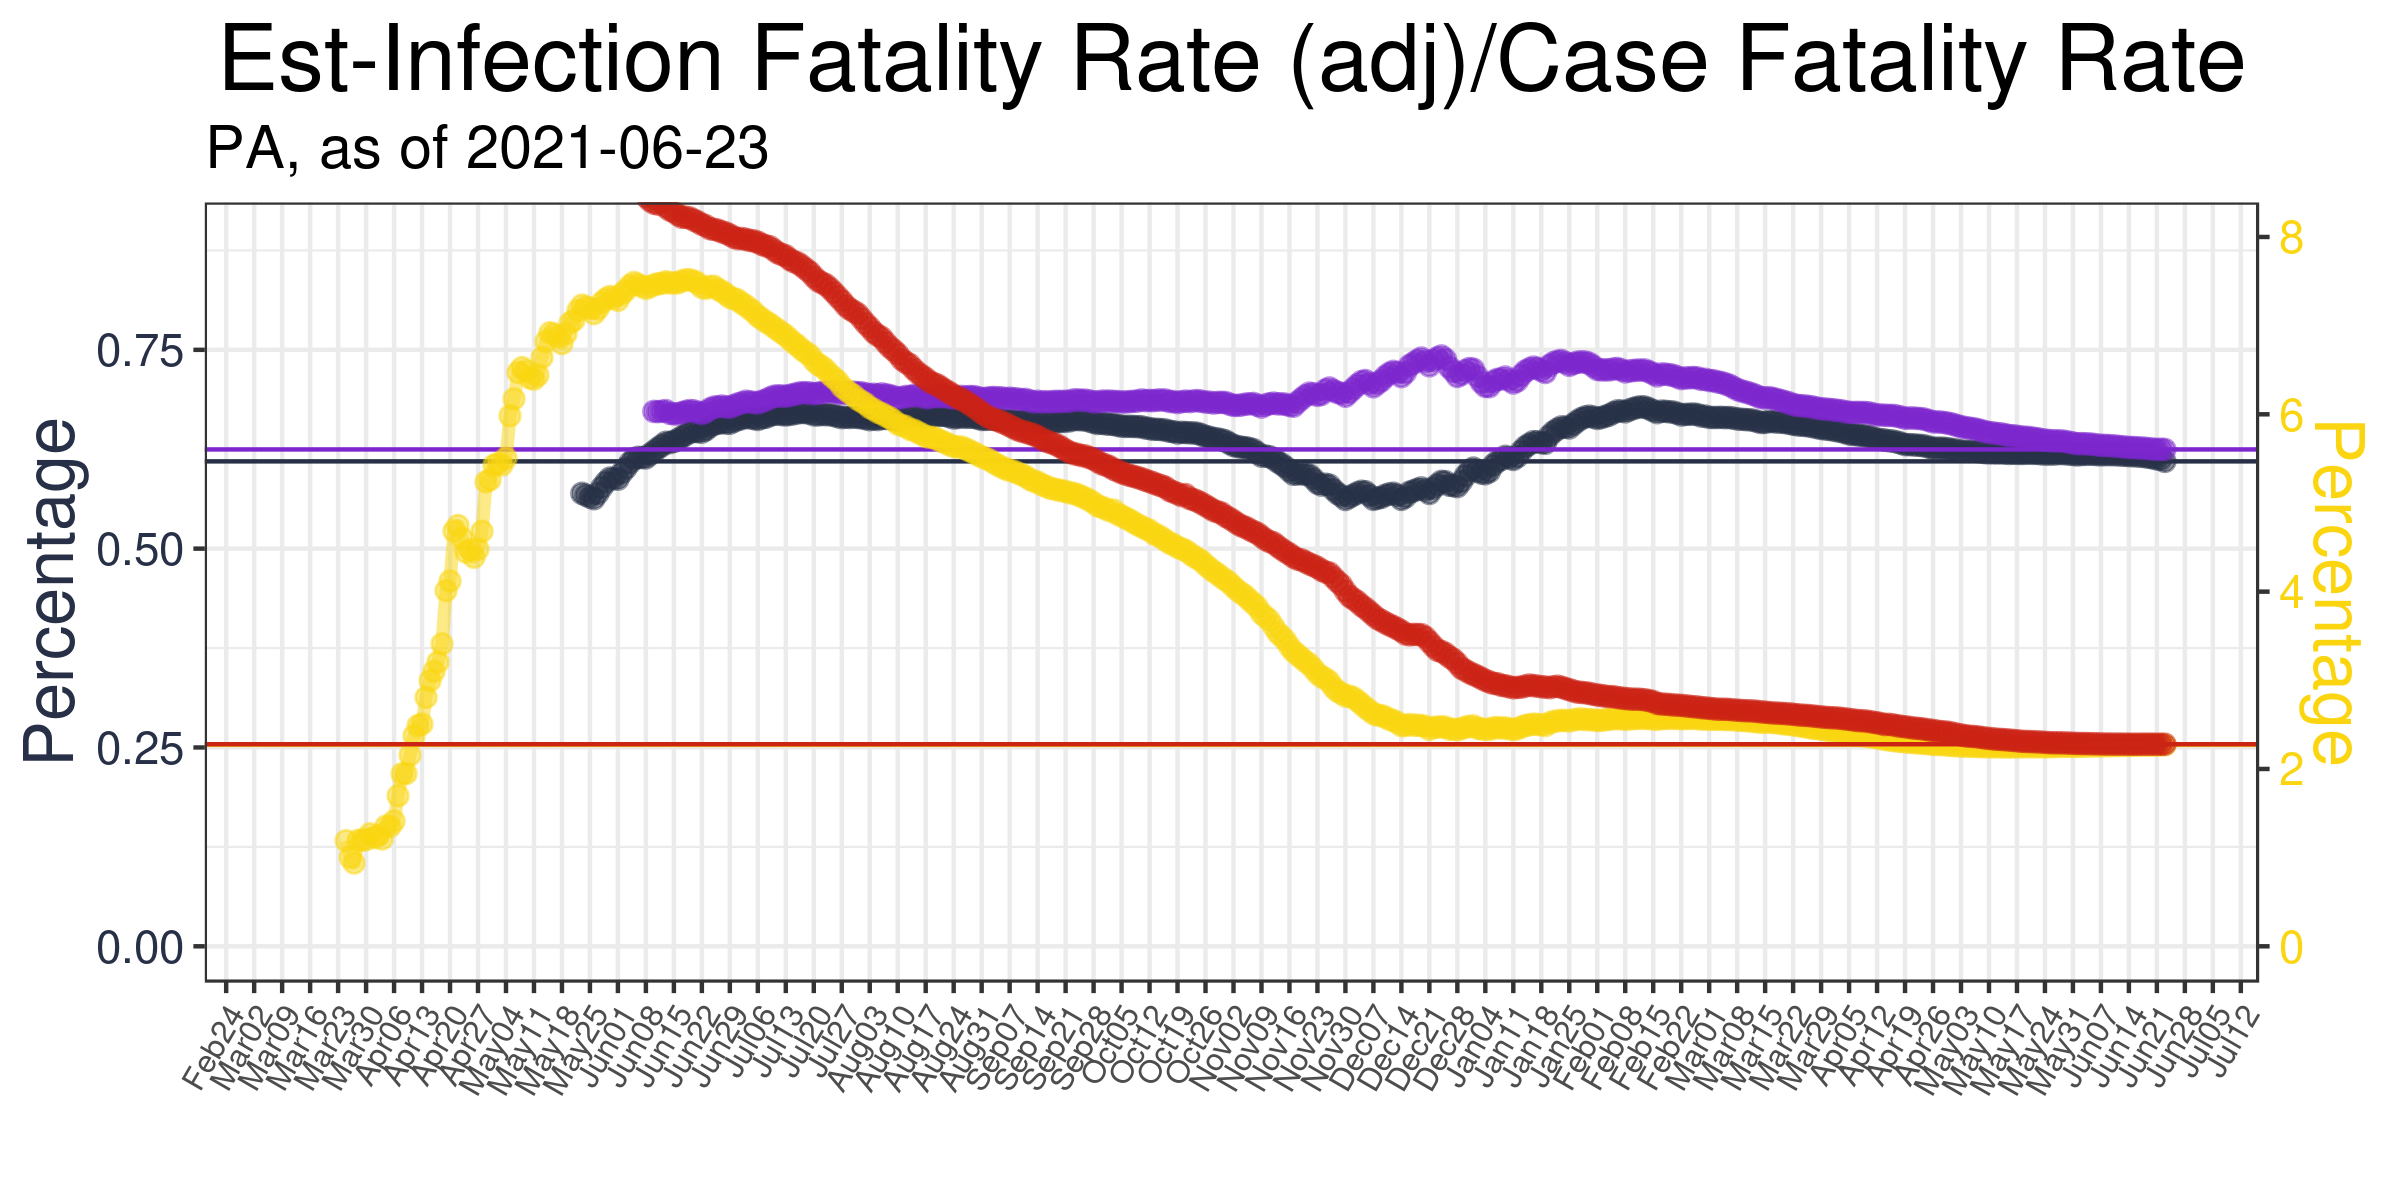 Est-Infection Fatality Rate (adj)/Case Fatality Rate
PA, as of 2021-06-23
Percentage
0.75
0.50
0.25
0.00
8
6
4
2
0
Percentage
Feb24
Mar02
Mar09
Mar16
Mar23
Mar30
Apr06
Apr13
Apr20
Apr27
May04
May11
May18
May25
Jun01
Jun08
Jun15
Jun22
Jun29
Jul06
Jul13
Jul20
Jul27
Aug03
Aug10
Aug17
Aug24
Aug31
Sep07
Sep14
Sep21
Sep28
Oct05
Oct12
Oct19
Oct26
Nov02
Nov09
Nov16
Nov23
Nov30
Dec07
Dec14
Dec21
Dec28
Jan04
Jan11
Jan18
Jan25
Feb01
Feb08
Feb15
Feb22
Mar01
Mar08
Mar15
Mar22
Mar29
Apr05
Apr12
Apr19
Apr26
May03
May10
May17
May24
May31
Jun07
Jun14
Jun21
Jun28
Jul05
Jul12